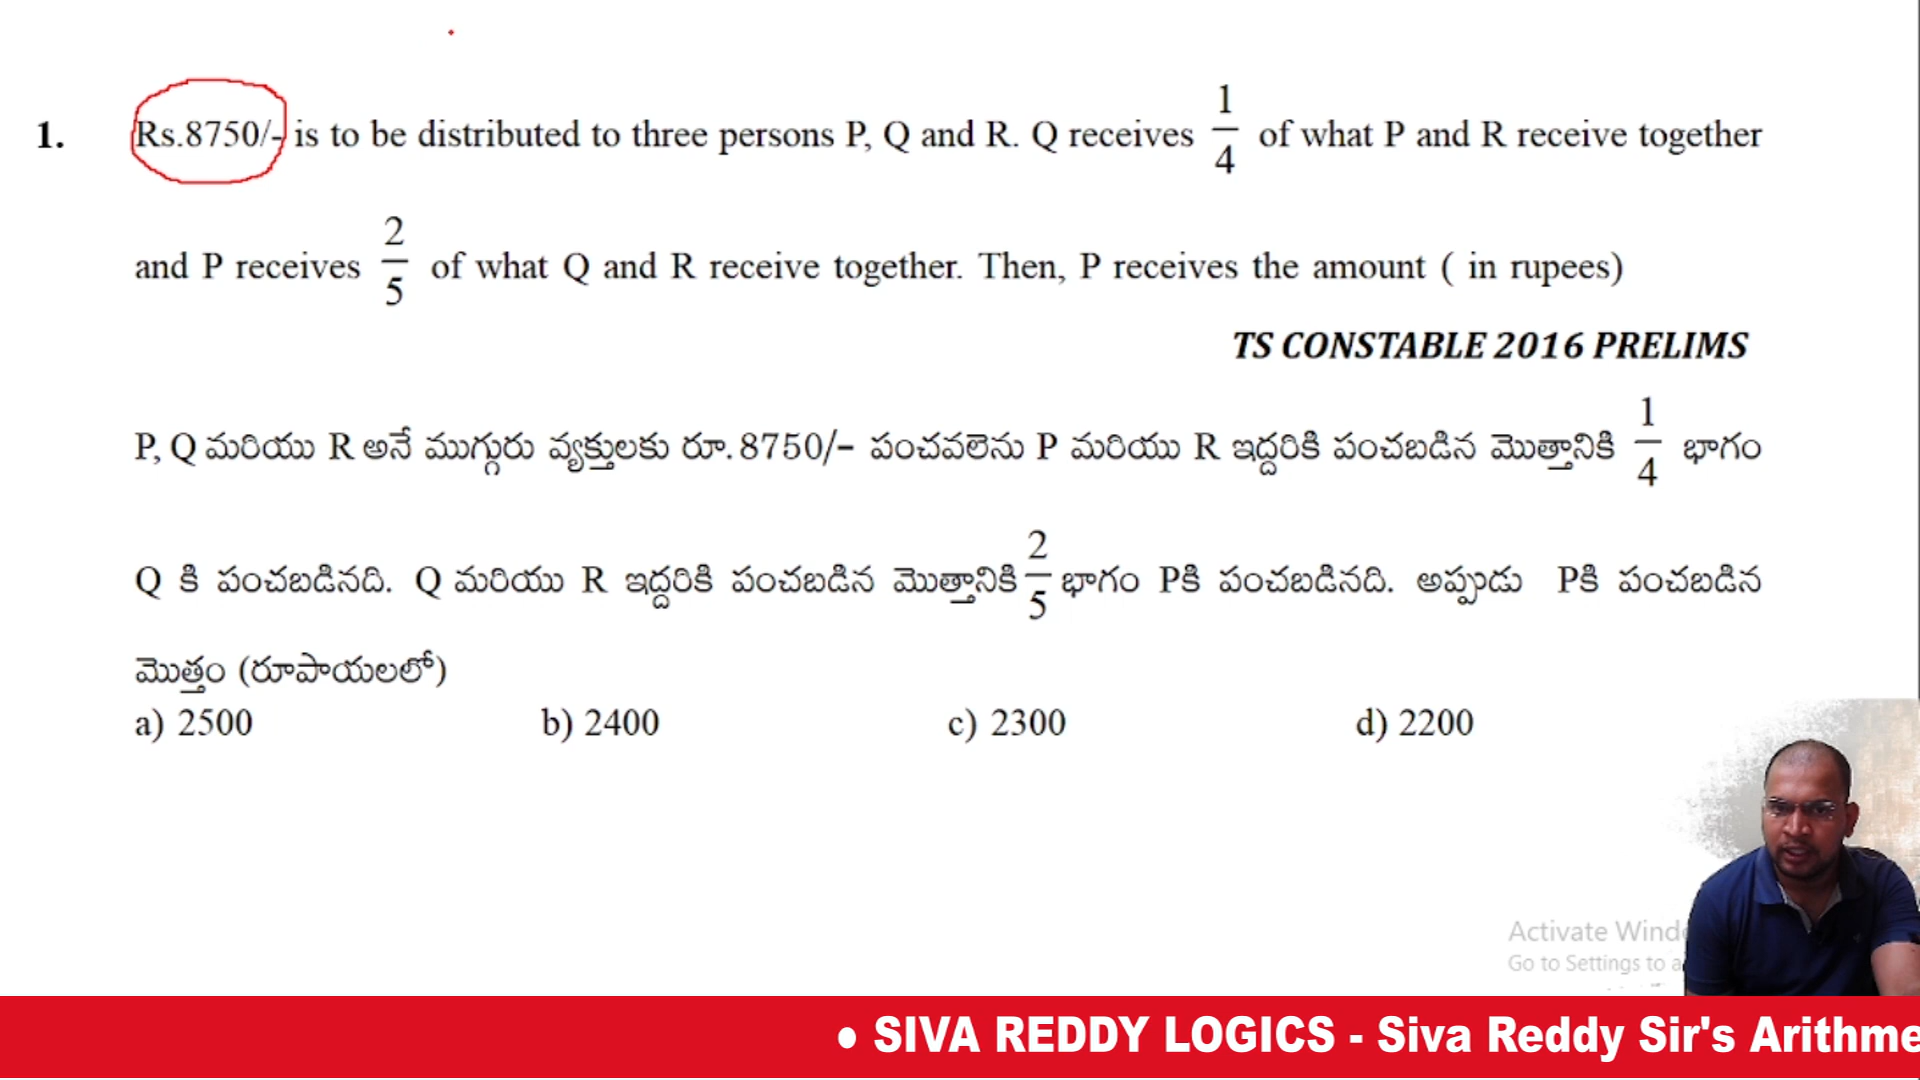 1. Rs.8750/- is to be distributed to three persons P, Q and R. Q receives 1/4 of what P and R receive together
and P receives 2/5 of what Q and R receive together. Then, P receives the amount ( in rupees)
TS CONSTABLE 2016 PRELIMS
P, Q మరియు R అనే ముగ్గురు వ్యక్తులకు రూ.8750/- పంచవలెను P మరియు R ఇద్దరికి పంచబడిన మొత్తానికి 1/4 భాగం
Q కి పంచబడినది. Q మరియు R ఇద్దరికి పంచబడిన మొత్తానికి 2/5 భాగం Pకి పంచబడినది. అప్పుడు Pకి పంచబడిన
మొత్తం (రూపాయలలో)
a) 2500 b) 2400 c) 2300 d) 2200
Activate Wind
Go to Settings to a
• SIVA REDDY LOGICS - Siva Reddy Sir's Arithme